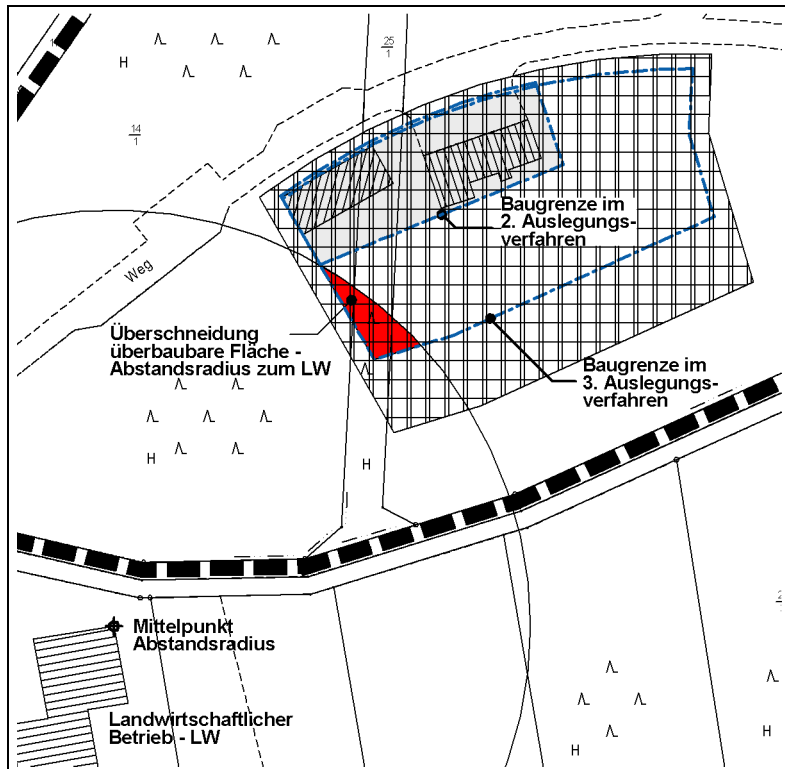 25
1
H
14
1
Weg
Baugrenze im
2. Auslegungs-
verfahren
Überschneidung
überbaubare Fläche -
Abstandsradius zum LW
Baugrenze im
3. Auslegungs-
verfahren
H
H
Mittelpunkt
Abstandsradius
Landwirtschaftlicher
Betrieb - LW
H
H